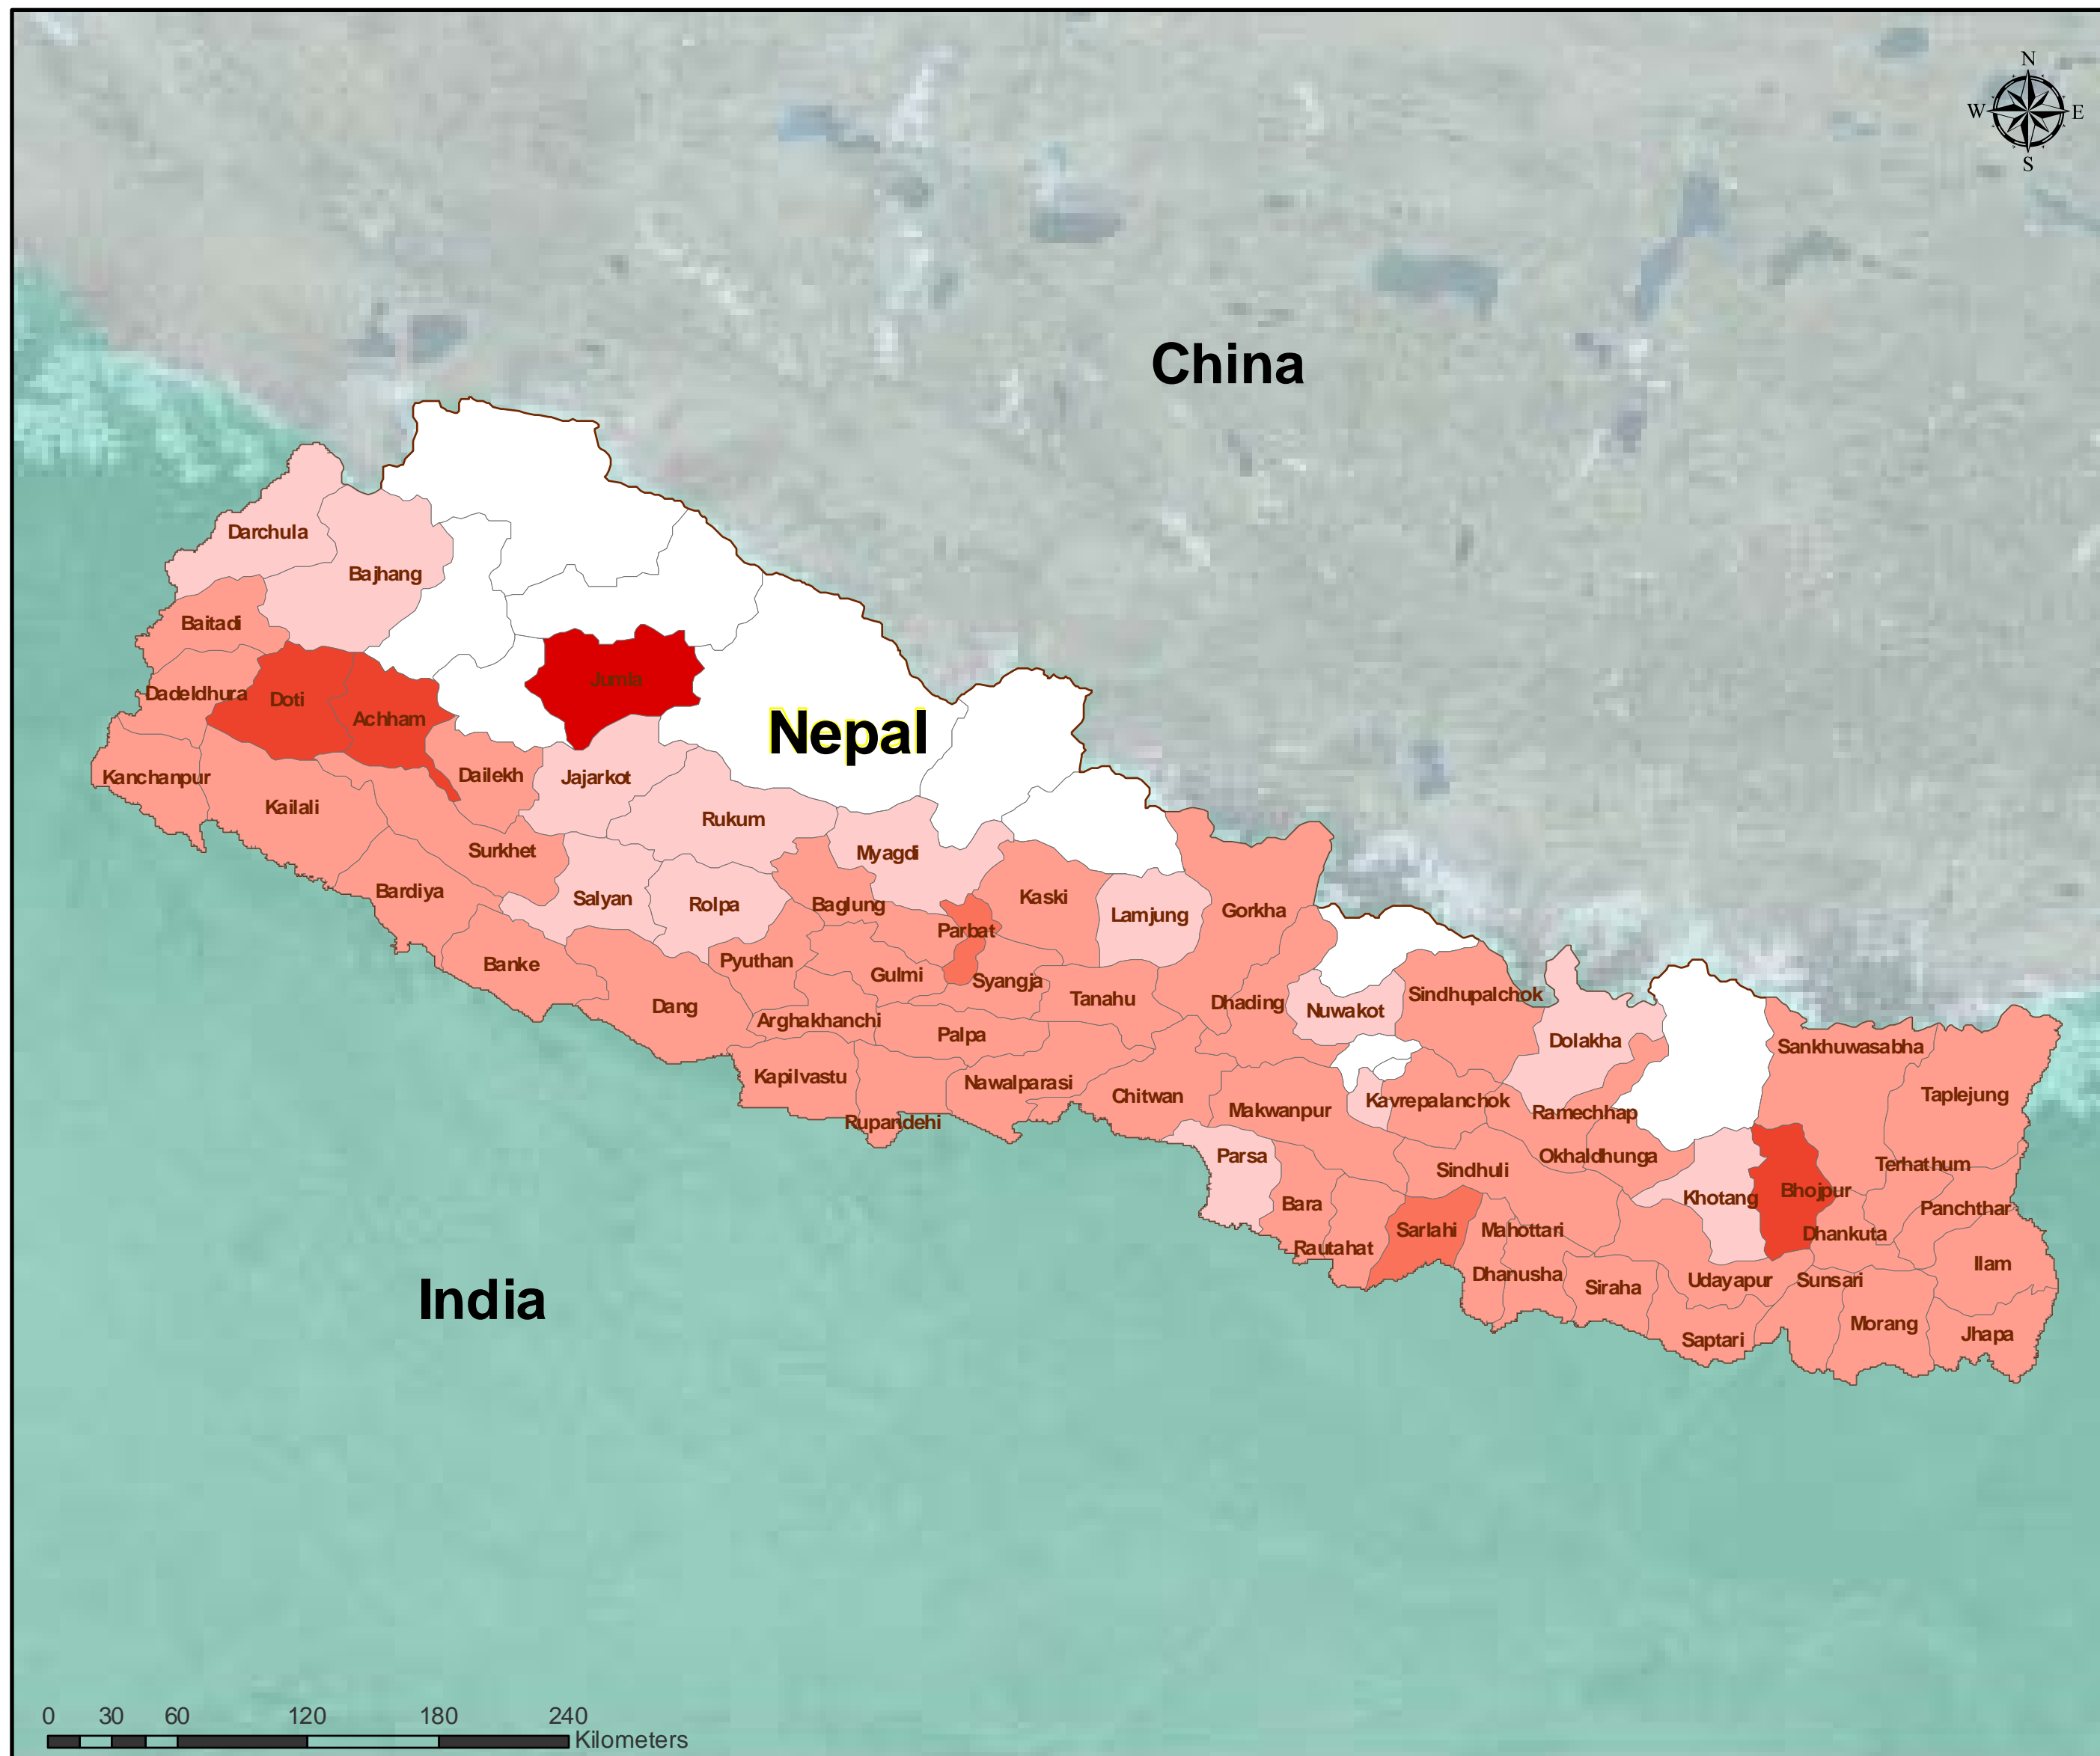 N
W E
S
China
Darchula
Bajhang
Baitadi
Jumla
Dadeldhura
Doti
Achham
Nepal
Kanchanpur
Dailekh
Jajarkot
Kailali
Rukum
Surkhet
Myagdi
Bardiya
Salyan
Rolpa
Baglung
Kaski
Lamjung
Gorkha
Parbat
Banke
Pyuthan
Gulmi
Syangja
Tanahu
Dhading
Nuwakot
Sindhupalchok
Dang
Arghakhanchi
Palpa
Dolakha
Sankhuwasabha
Kapilvastu
Nawalparasi
Chitwan
Makwanpur
Kavrepalanchok
Ramechhap
Taplejung
Rupandehi
Parsa
Sindhuli
Okhaldhunga
Terhathum
Bara
Khotang
Bhojpur
Panchthar
Rautahat
Sarlahi
Mahottari
Dhankuta
Dhanusha
Siraha
Udayapur
Sunsari
Ilam
India
Saptari
Morang
Jhapa
0 30 60 120 180 240
Kilometers